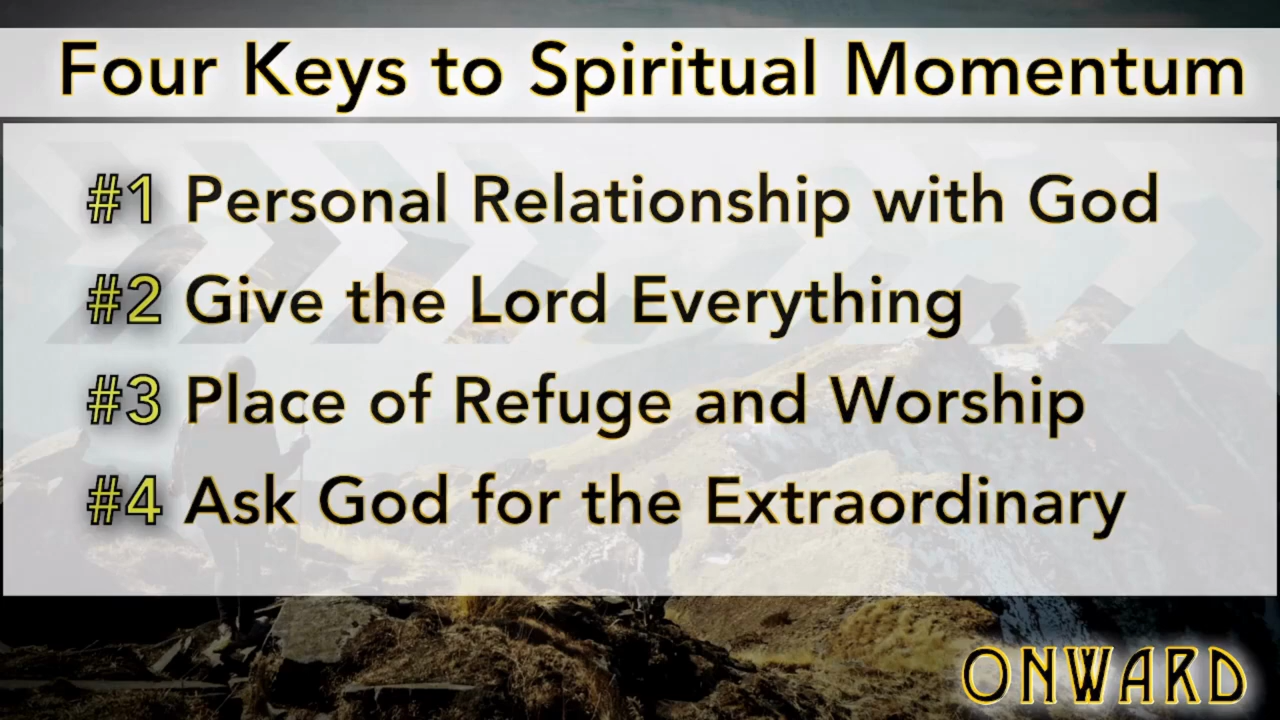 Four Keys to Spiritual Momentum
#1 Personal Relationship with God
#2 Give the Lord Everything
#3 Place of Refuge and Worship
#4 Ask God for the Extraordinary
ONWARD